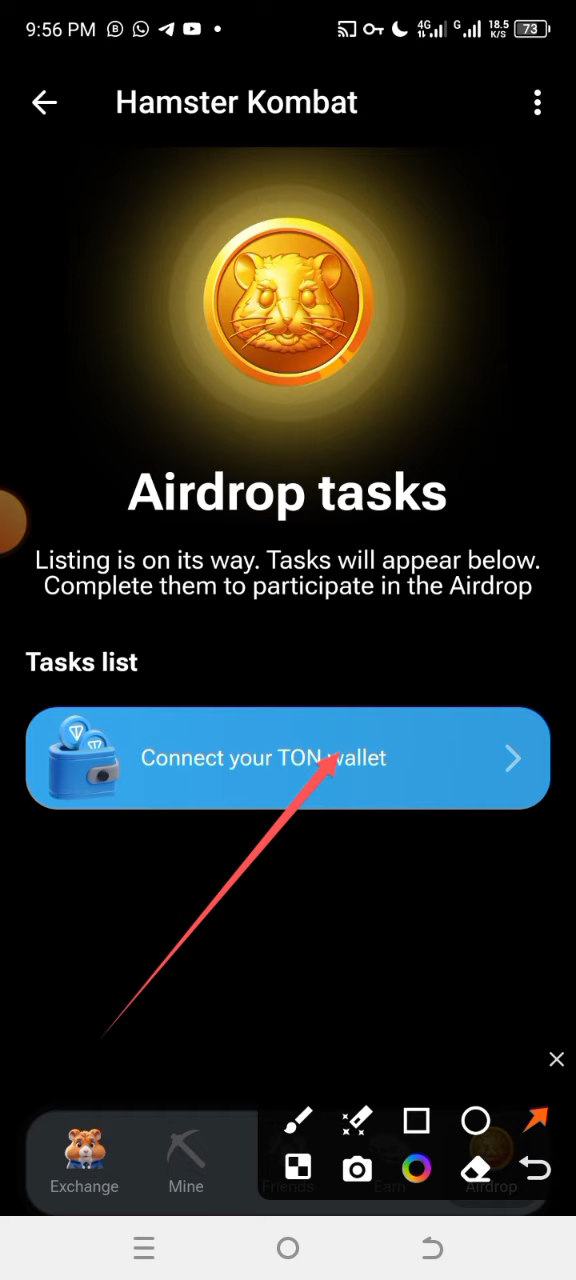 9:56 PM
4G
G
18.5
K/S
73
Hamster Kombat
Airdrop tasks
Listing is on its way. Tasks will appear below.
Complete them to participate in the Airdrop
Tasks list
Connect your TON wallet
Exchange
Mine
Friends
Earn
Airdrop